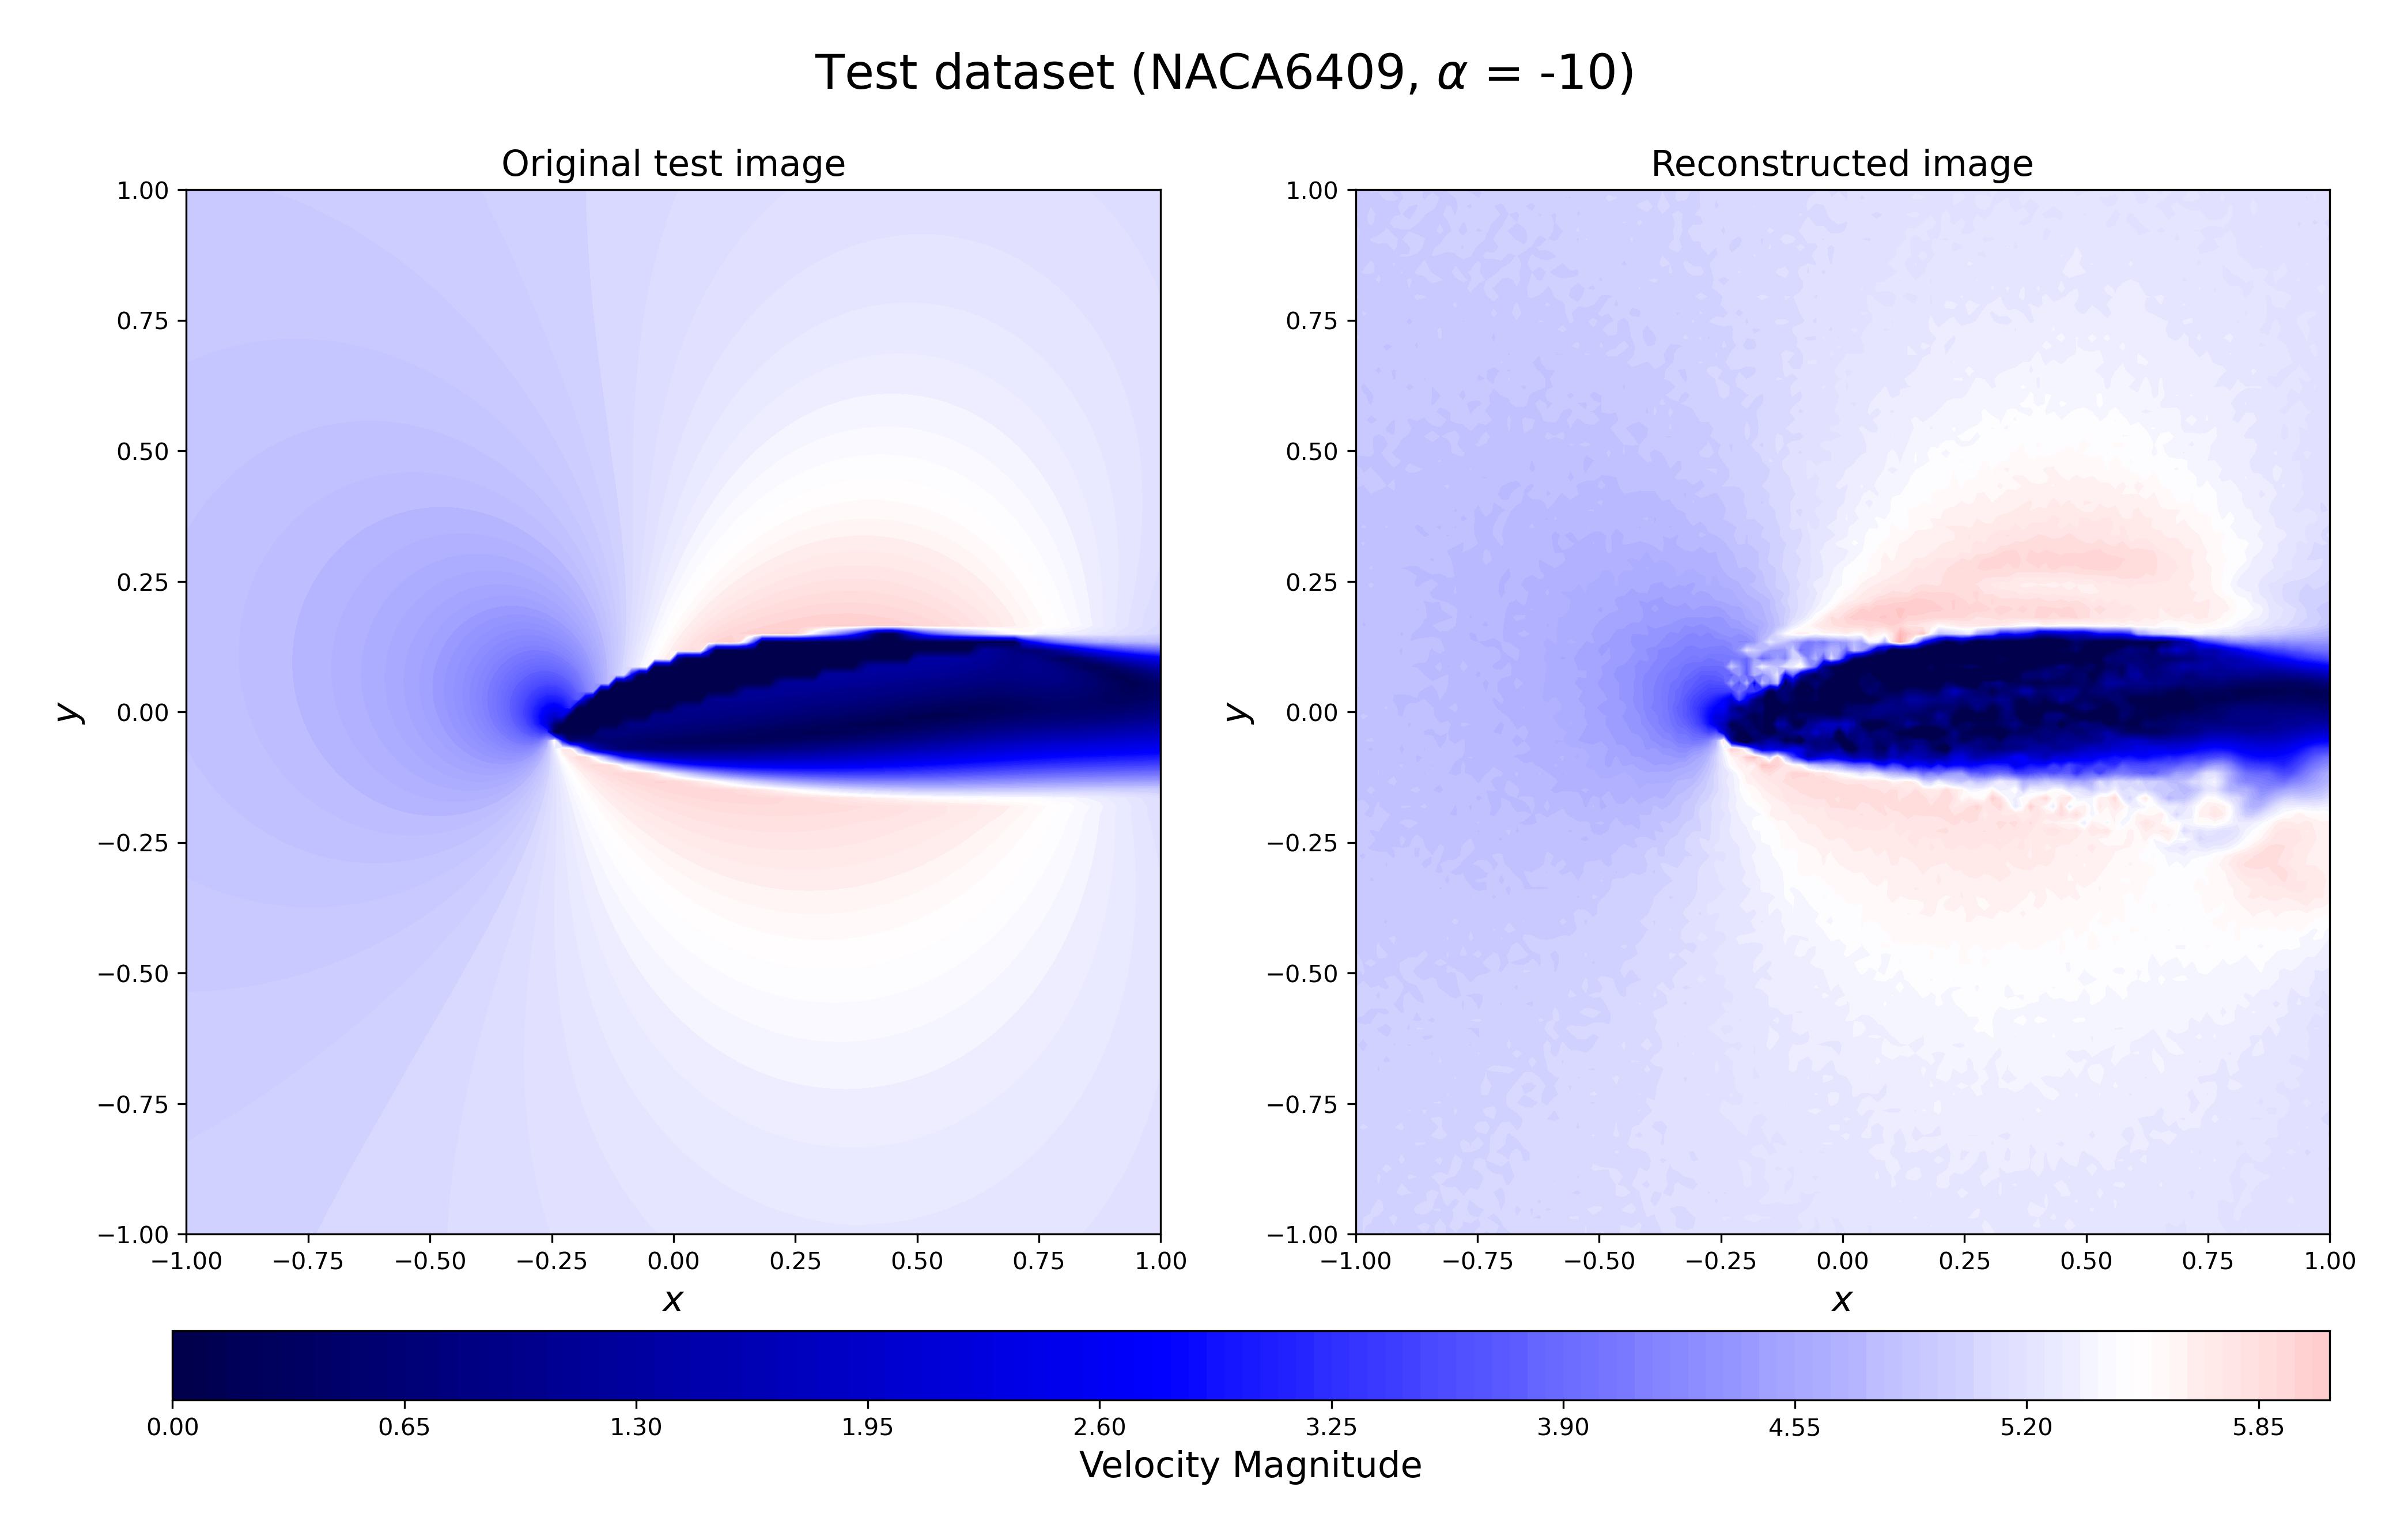 Test dataset (NACA6409, α = -10)
Original test image
Reconstructed image
1.00
0.75
0.50
0.25
0.00
−0.25
−0.50
−0.75
−1.00
y
−1.00 −0.75 −0.50 −0.25 0.00 0.25 0.50 0.75 1.00
x
1.00
0.75
0.50
0.25
0.00
−0.25
−0.50
−0.75
−1.00
y
−1.00 −0.75 −0.50 −0.25 0.00 0.25 0.50 0.75 1.00
x
0.00 0.65 1.30 1.95 2.60 3.25 3.90 4.55 5.20 5.85
Velocity Magnitude